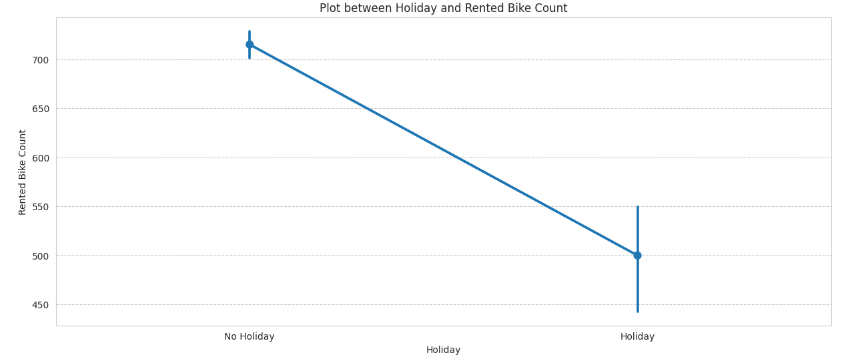 Plot between Holiday and Rented Bike Count
700
650
600
550
500
450
Rented Bike Count
No Holiday
Holiday
Holiday